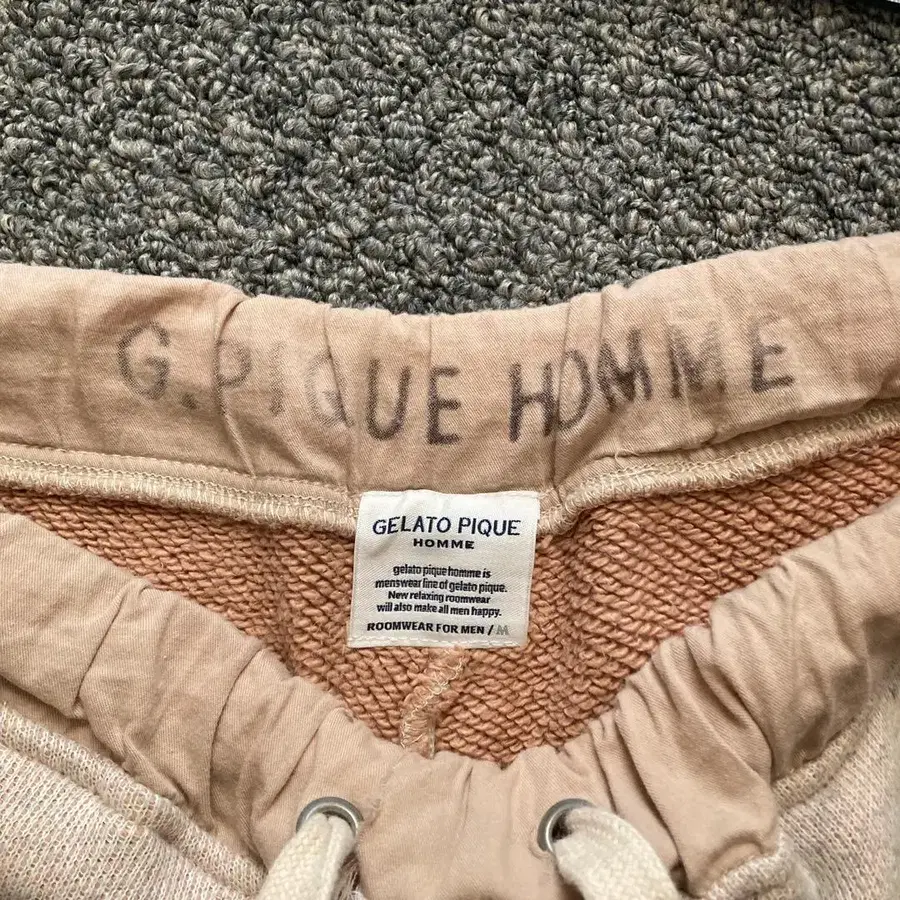 G.PIQUE HOMME
GELATO PIQUE
HOMME
gelato pique homme is
menswear line of gelato pique.
New relaxing roomwear
will also make all men happy.
ROOMWEAR FOR MEN / M